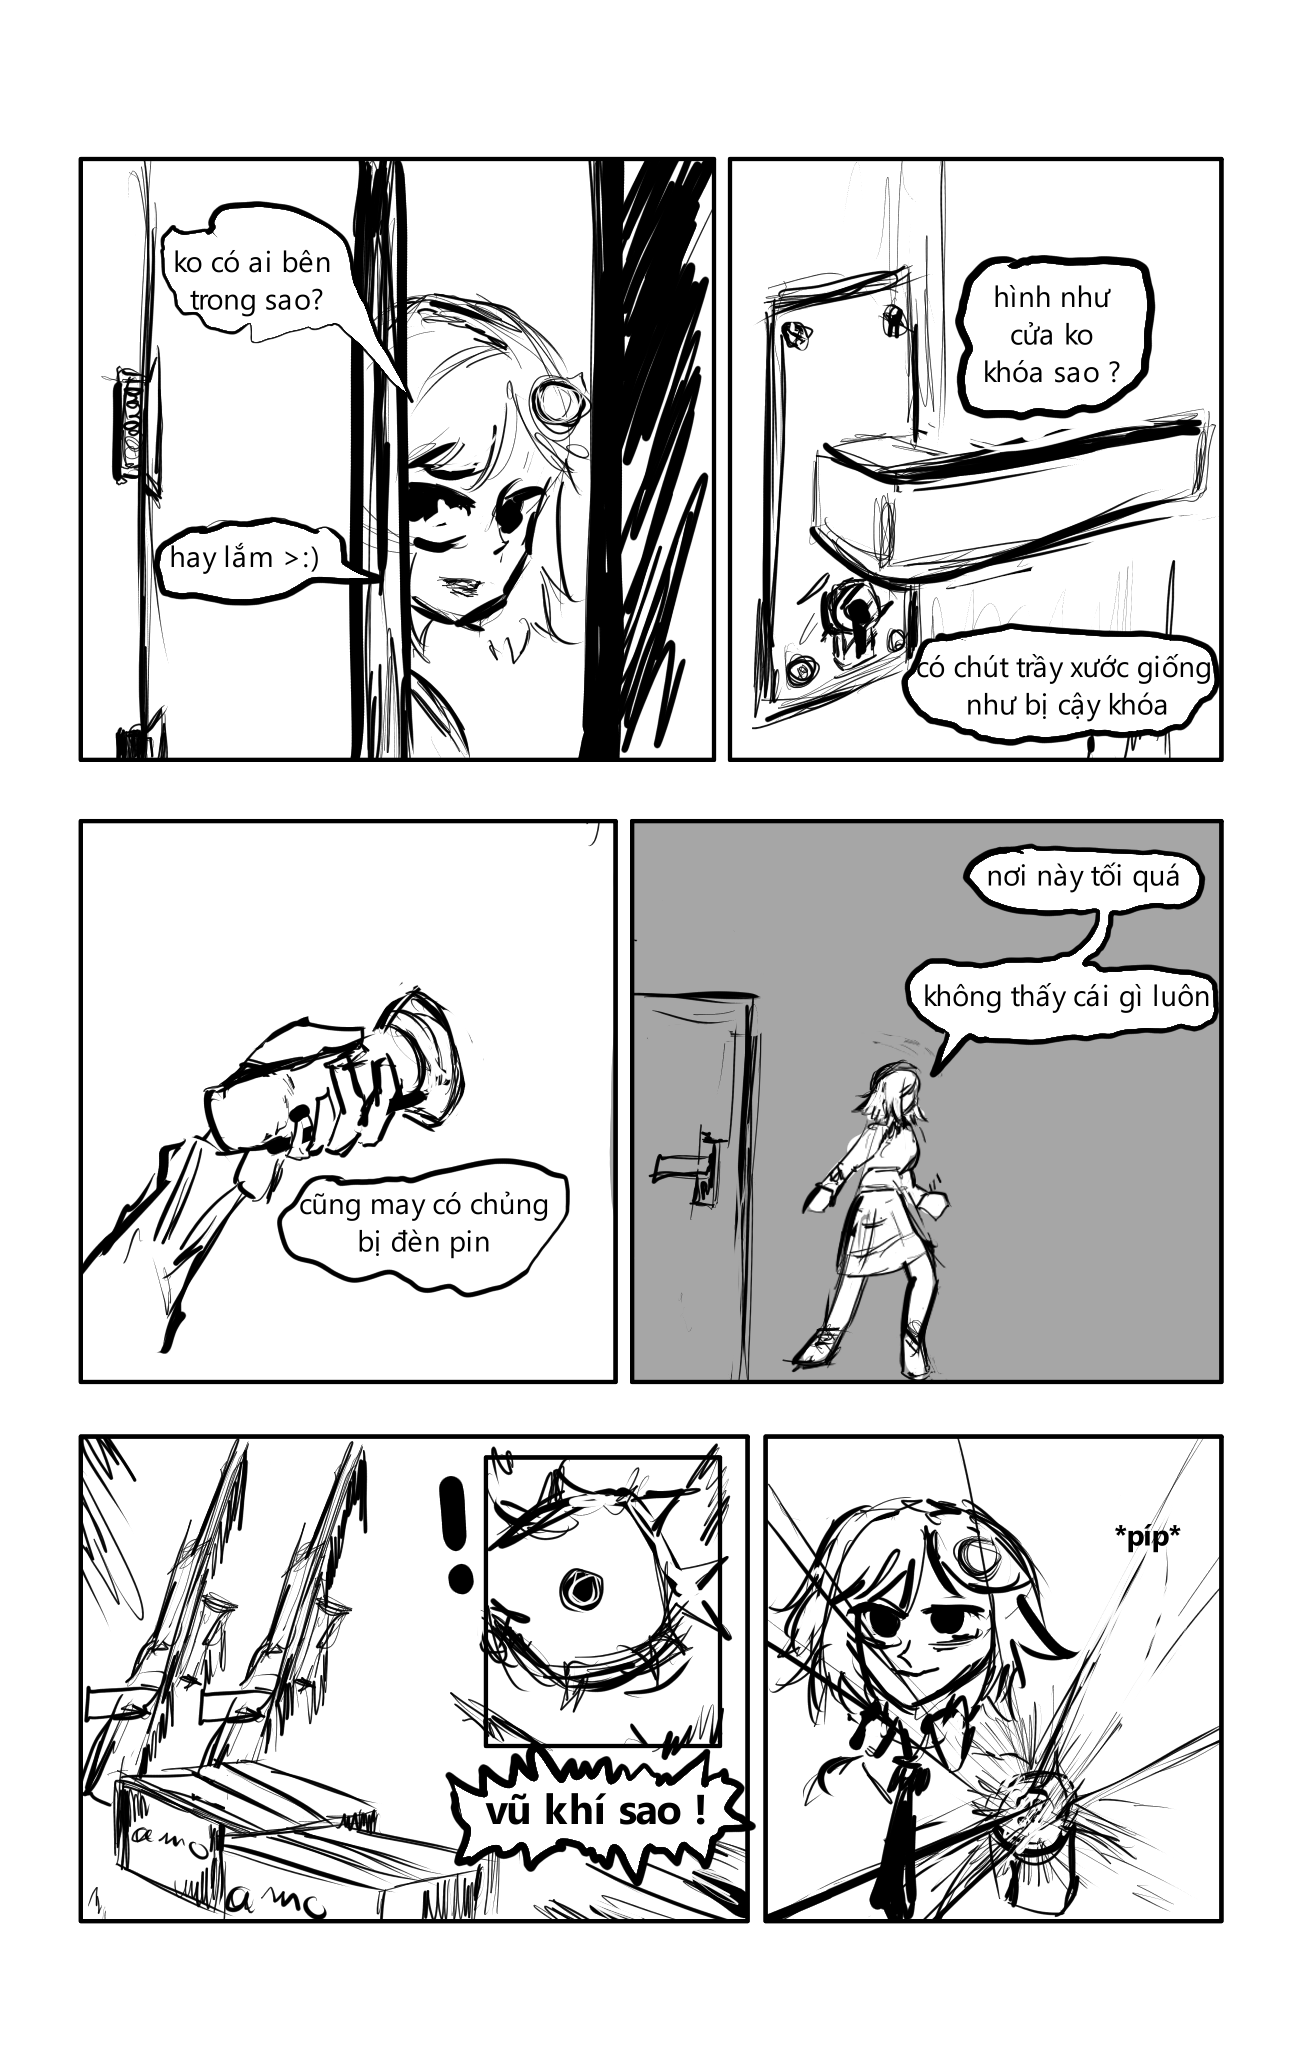 hình như
cửa ko
khóa sao ?
có chút trầy xước giống
như bị cậy khóa
ko có ai bên
trong sao?
hay lắm >:)
nơi này tối quá
không thấy cái gì luôn
cũng may có chủng
bị đèn pin
*píp*
!
vũ khí sao !
amo
amo